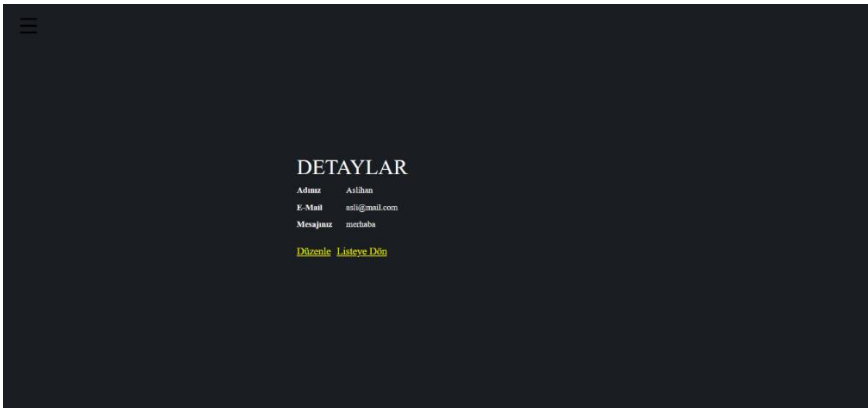 DETAYLAR
Adınız Aslihan
E-Mail asli@mail.com
Mesajınız merhaba
Düzenle Listeye Dön